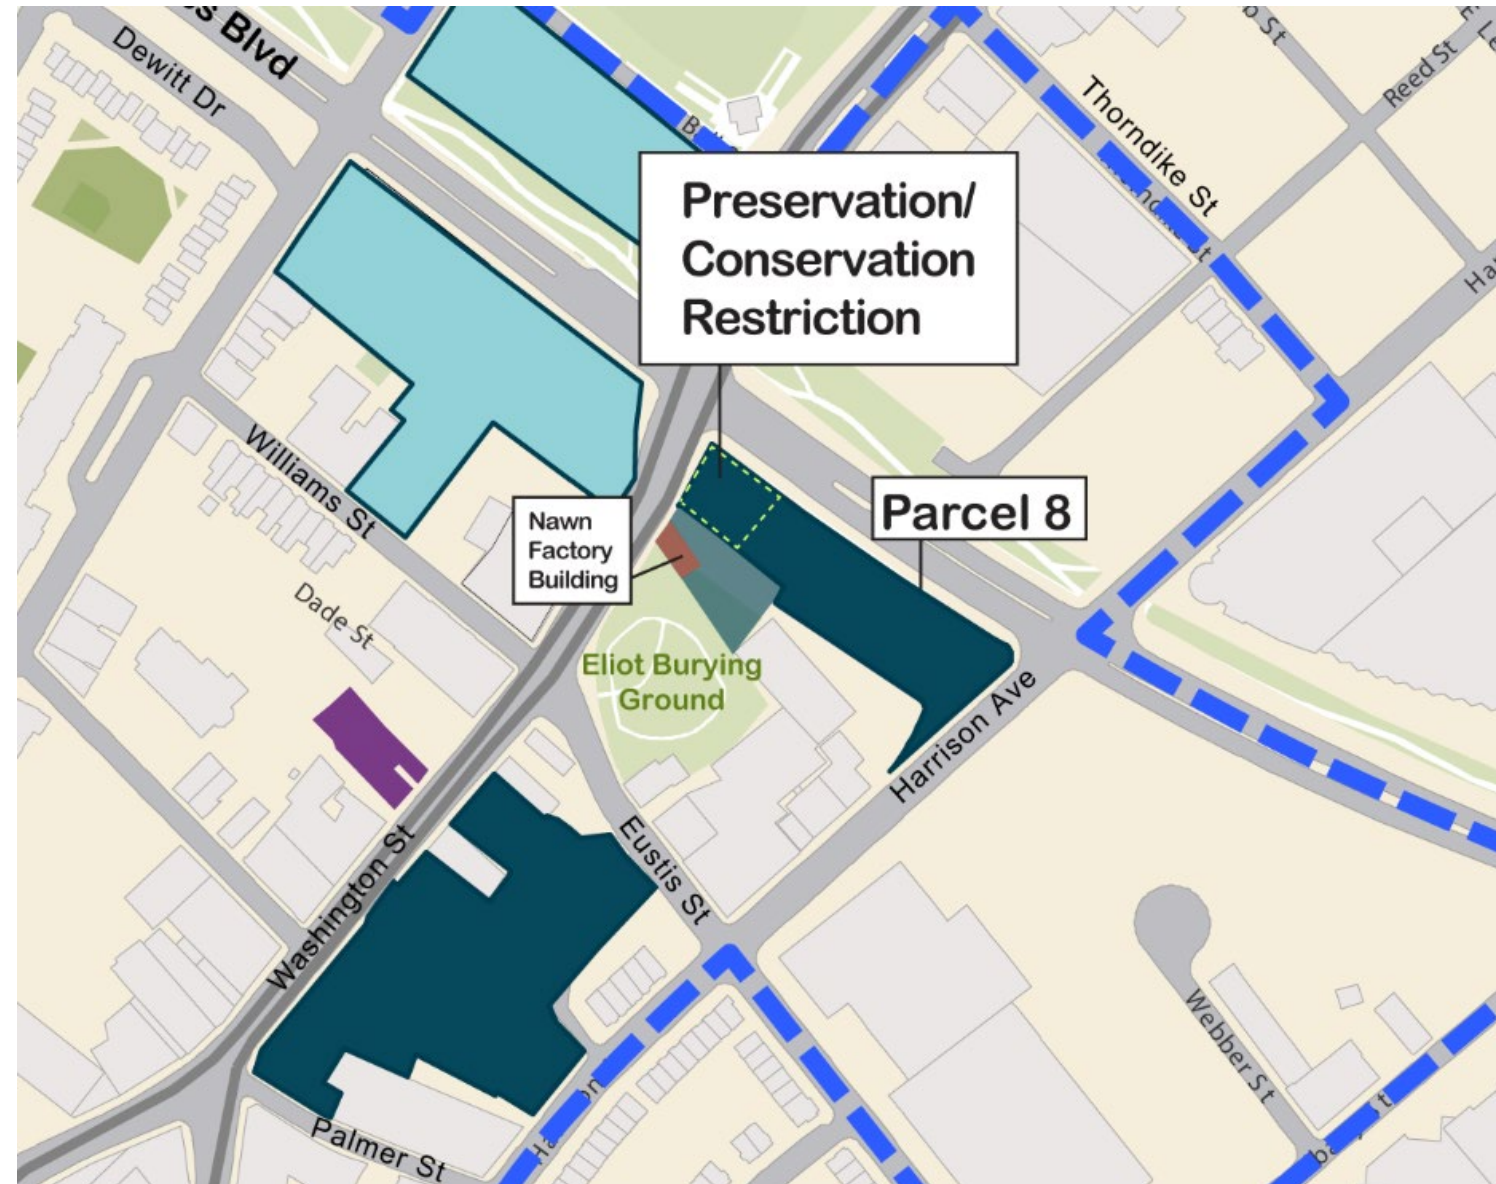 Dewitt Dr
Blvd
Thorndike St
Reed St
Preservation/
Conservation
Restriction
Williams St
Nawn
Factory
Building
Parcel 8
Dade St
Eliot Burying
Ground
Harrison Ave
Eustis St
Washington St
Webber St
Palmer St